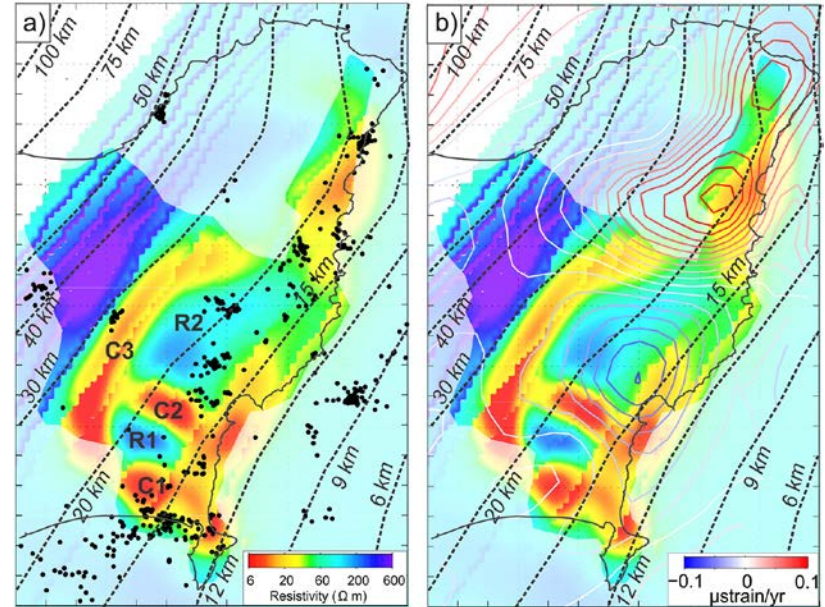 a)
100 km
75 km
50 km
40 km
30 km
20 km
15 km
12 km
9 km
6 km
R2
C3
C2
R1
C1
6 20 60 200 600
Resistivity (Ω m)
b)
100 km
75 km
50 km
40 km
30 km
20 km
15 km
12 km
9 km
6 km
−0.1 0 0.1
μstrain/yr